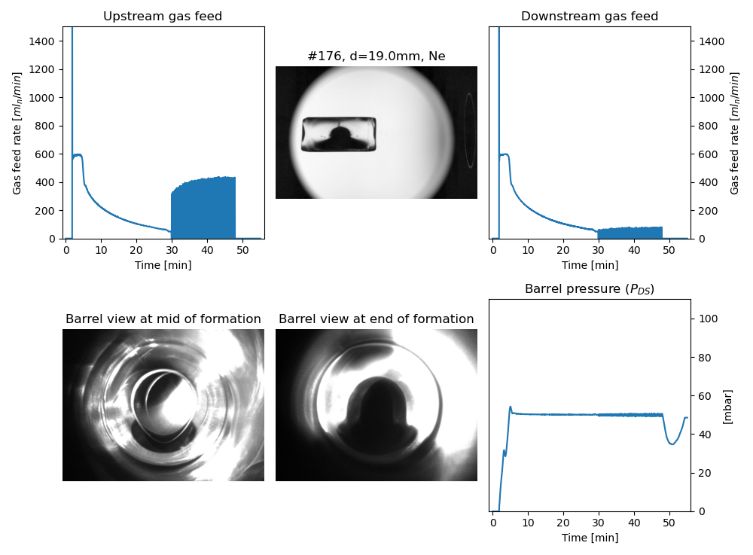 Upstream gas feed
1400
1200
1000
800
600
400
200
0
Gas feed rate [ml_n/min]
0 10 20 30 40 50
Time [min]
#176, d=19.0mm, Ne
Downstream gas feed
1400
1200
1000
800
600
400
200
0
Gas feed rate [ml_n/min]
0 10 20 30 40 50
Time [min]
Barrel view at mid of formation
Barrel view at end of formation
Barrel pressure (P_DS)
100
80
60
40
20
0
[mbar]
0 10 20 30 40 50
Time [min]